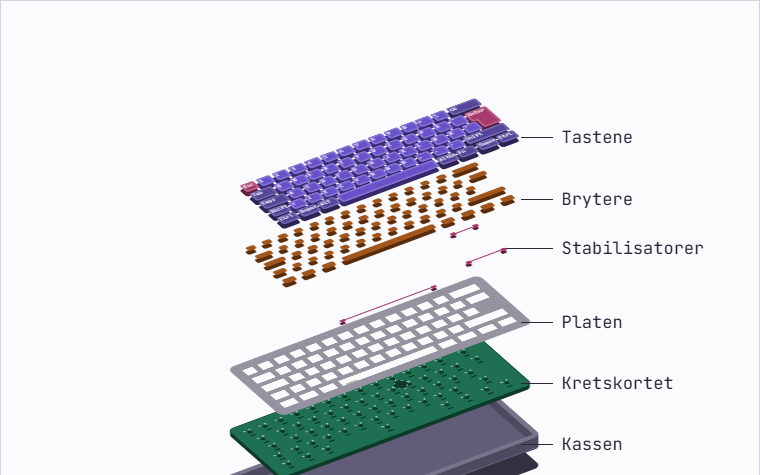 Tastene
Brytere
Stabilisatorer
Platen
Kretskortet
Kassen